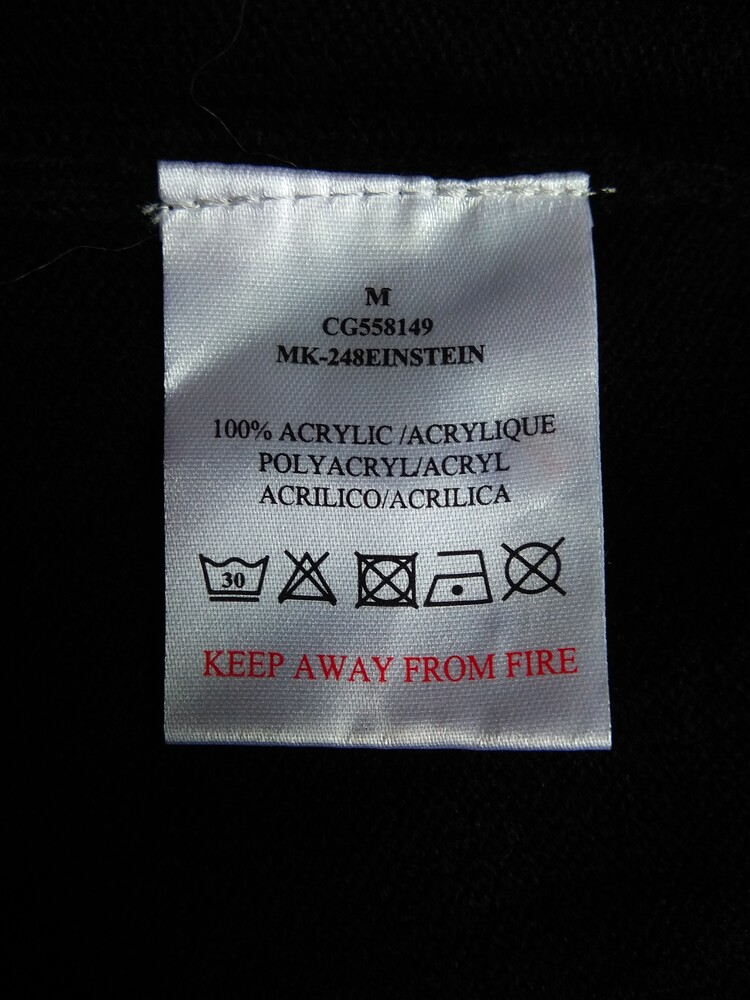 M
CG558149
MK-248EINSTEIN
100% ACRYLIC /ACRYLIQUE
POLYACRYL/ACRYL
ACRILICO/ACRILICA
30
KEEP AWAY FROM FIRE